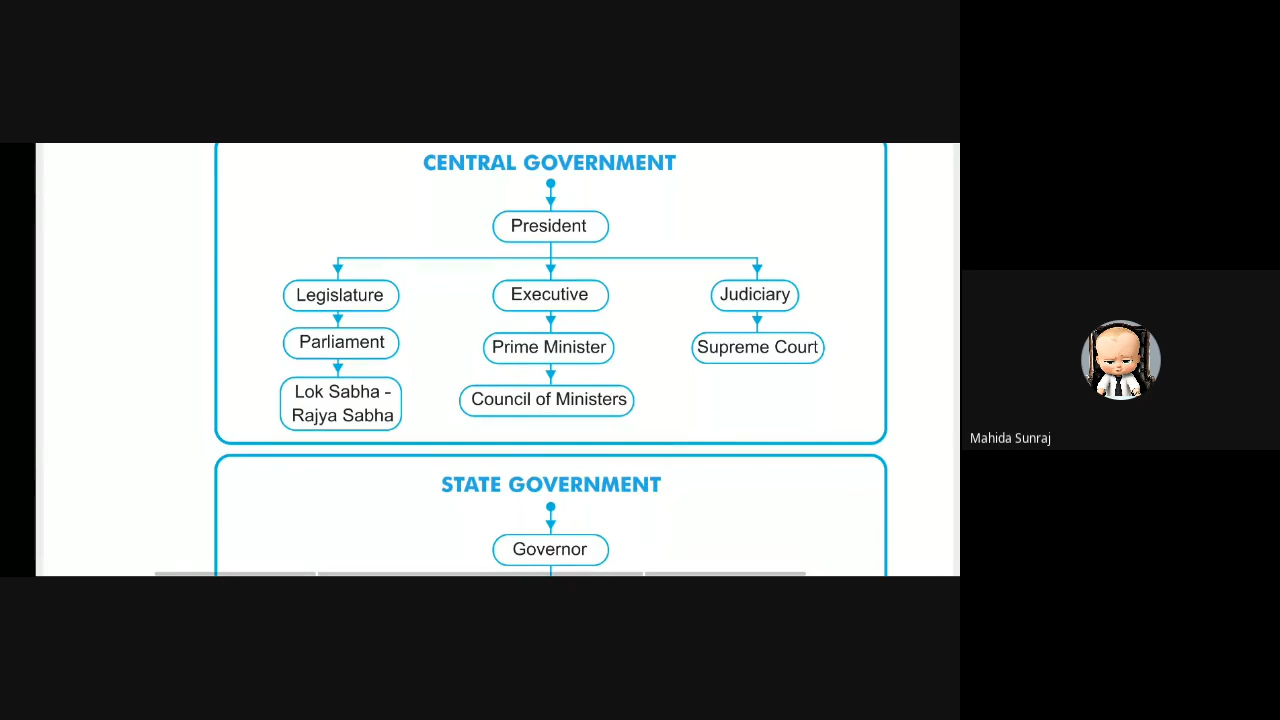 CENTRAL GOVERNMENT
President
Legislature
Executive
Judiciary
Parliament
Prime Minister
Supreme Court
Lok Sabha -
Rajya Sabha
Council of Ministers
STATE GOVERNMENT
Governor
Mahida Sunraj